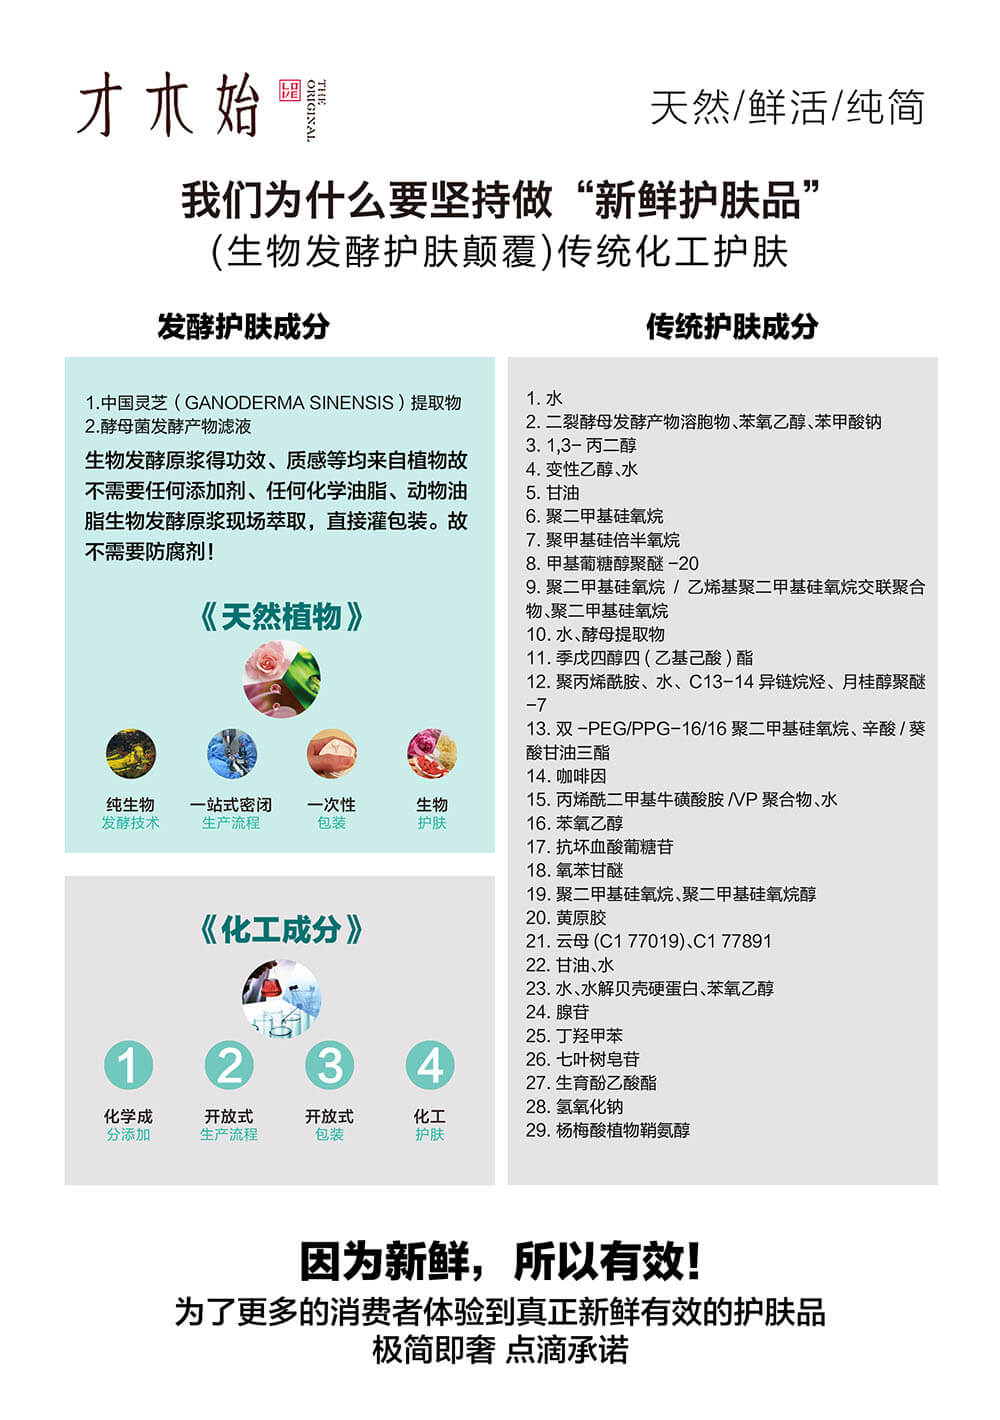 才木始
LOVE
THE
ORIGINAL
天然/鲜活/纯简
我们为什么要坚持做“新鲜护肤品”
(生物发酵护肤颠覆)传统化工护肤
发酵护肤成分
1.中国灵芝（GANODERMA SINENSIS）提取物
2.酵母菌发酵产物滤液
生物发酵原浆得功效、质感等均来自植物故
不需要任何添加剂、任何化学油脂、动物油
脂生物发酵原浆现场萃取，直接灌包装。故
不需要防腐剂！
《天然植物》
纯生物
发酵技术
一站式密闭
生产流程
一次性
包装
生物
护肤
《化工成分》
1
化学成
分添加
2
开放式
生产流程
3
开放式
包装
4
化工
护肤
传统护肤成分
1. 水
2. 二裂酵母发酵产物溶胞物、苯氧乙醇、苯甲酸钠
3. 1,3-丙二醇
4. 变性乙醇、水
5. 甘油
6. 聚二甲基硅氧烷
7. 聚甲基硅倍半氧烷
8. 甲基葡糖醇聚醚 -20
9. 聚二甲基硅氧烷 / 乙烯基聚二甲基硅氧烷交联聚合
物、聚二甲基硅氧烷
10. 水、酵母提取物
11. 季戊四醇四（乙基己酸）酯
12. 聚丙烯酰胺、水、C13-14 异链烷烃、月桂醇聚醚
-7
13. 双 -PEG/PPG-16/16 聚二甲基硅氧烷、辛酸 / 葵
酸甘油三酯
14. 咖啡因
15. 丙烯酰二甲基牛磺酸胺 /VP 聚合物、水
16. 苯氧乙醇
17. 抗坏血酸葡糖苷
18. 氧苯甘醚
19. 聚二甲基硅氧烷、聚二甲基硅氧烷醇
20. 黄原胶
21. 云母 (C1 77019)、C1 77891
22. 甘油、水
23. 水、水解贝壳硬蛋白、苯氧乙醇
24. 腺苷
25. 丁羟甲苯
26. 七叶树皂苷
27. 生育酚乙酸酯
28. 氢氧化钠
29. 杨梅酸植物鞘氨醇
因为新鲜，所以有效！
为了更多的消费者体验到真正新鲜有效的护肤品
极简即奢 点滴承诺